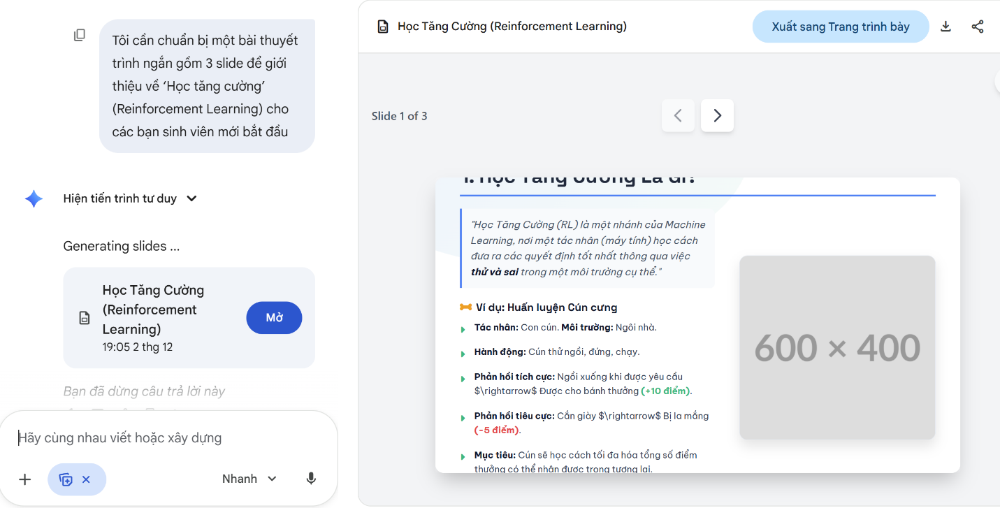 Tôi cần chuẩn bị một bài thuyết
trình ngắn gồm 3 slide để giới
thiệu về ‘Học tăng cường’
(Reinforcement Learning) cho
các bạn sinh viên mới bắt đầu
Hiện tiến trình tư duy
Generating slides ...
Học Tăng Cường
(Reinforcement
Learning)
19:05 2 thg 12
Mở
Bạn đã dừng câu trả lời này
Hãy cùng nhau viết hoặc xây dựng
Nhanh
Học Tăng Cường (Reinforcement Learning)
Xuất sang Trang trình bày
Slide 1 of 3
1. Học Tăng Cường Là Gì?
"Học Tăng Cường (RL) là một nhánh của Machine
Learning, nơi một tác nhân (máy tính) học cách
đưa ra các quyết định tốt nhất thông qua việc
thử và sai trong một môi trường cụ thể."
Ví dụ: Huấn luyện Cún cưng
Tác nhân: Con cún. Môi trường: Ngôi nhà.
Hành động: Cún thử ngồi, đứng, chạy.
Phản hồi tích cực: Ngồi xuống khi được yêu cầu
$\rightarrow$ Được cho bánh thưởng (+10 điểm).
Phản hồi tiêu cực: Cắn giày $\rightarrow$ Bị la mắng
(-5 điểm).
Mục tiêu: Cún sẽ học cách tối đa hóa tổng số điểm
thưởng có thể nhận được trong tương lai.
600 × 400